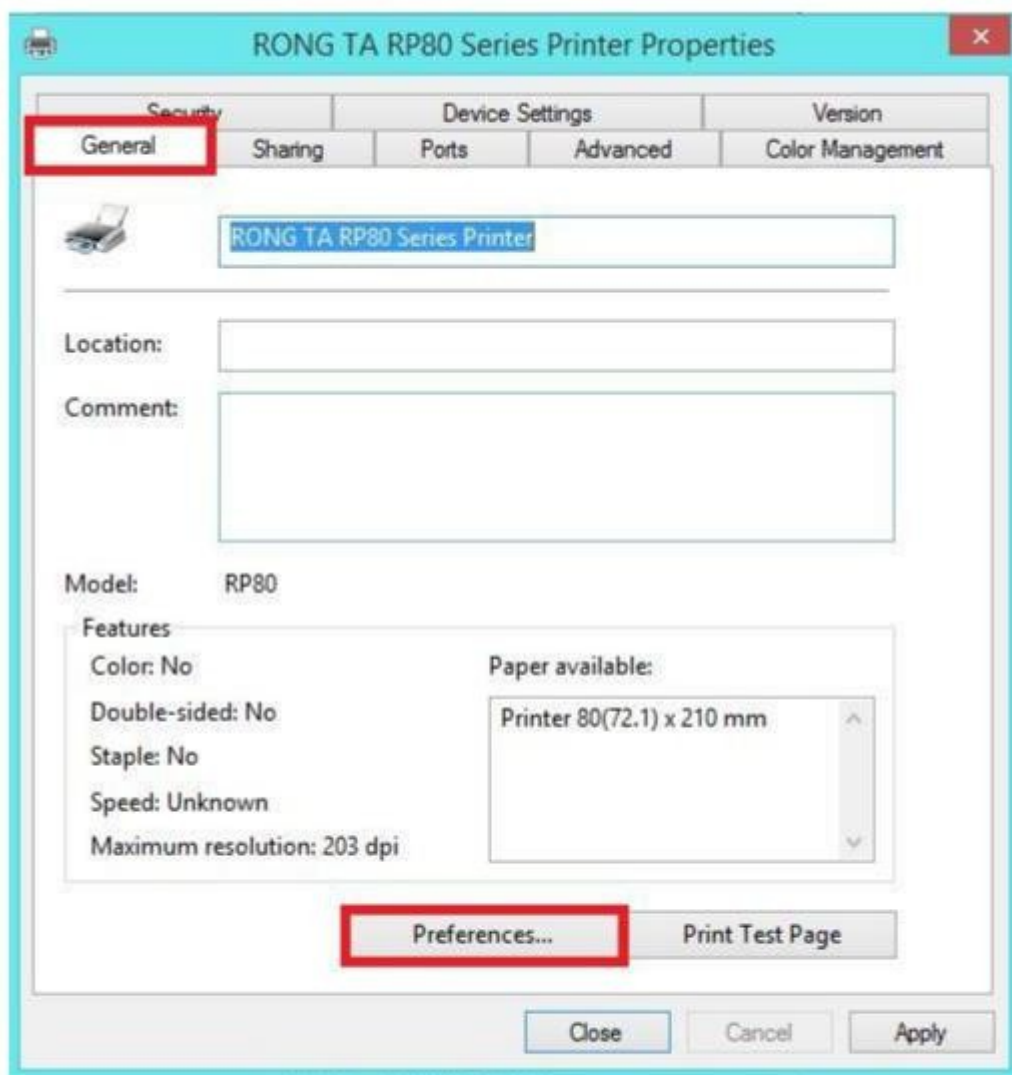 RONG TA RP80 Series Printer Properties
Security Device Settings Version
General Sharing Ports Advanced Color Management
RONG TA RP80 Series Printer
Location:
Comment:
Model: RP80
Features
Color: No
Paper available:
Double-sided: No
Printer 80(72.1) x 210 mm
Staple: No
Speed: Unknown
Maximum resolution: 203 dpi
Preferences... Print Test Page
Close Cancel Apply